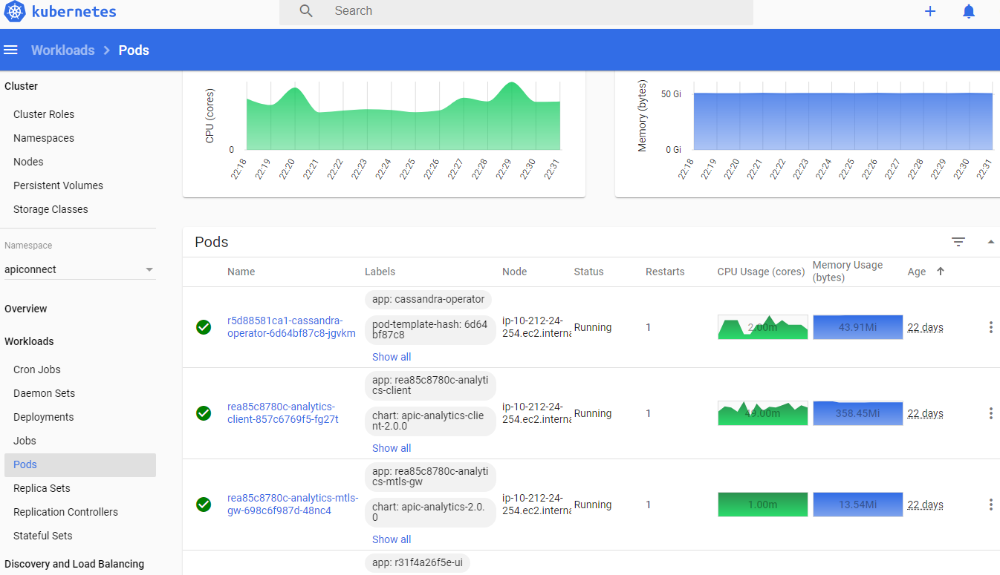 kubernetes
Search
Workloads
Pods
Cluster
Cluster Roles
Namespaces
Nodes
Persistent Volumes
Storage Classes
Namespace
apiconnect
Overview
Workloads
Cron Jobs
Daemon Sets
Deployments
Jobs
Pods
Replica Sets
Replication Controllers
Stateful Sets
Discovery and Load Balancing
CPU (cores)
0
22:18 22:19 22:20 22:21 22:22 22:23 22:24 22:25 22:26 22:27 22:28 22:29 22:30 22:31
Memory (bytes)
50 Gi
0 Gi
22:18 22:19 22:20 22:21 22:22 22:23 22:24 22:25 22:26 22:27 22:28 22:29 22:30 22:31
Pods
Name Labels Node Status Restarts CPU Usage (cores) Memory Usage
(bytes) Age
app: cassandra-operator
r5d88581ca1-cassandra-
operator-6d64bf87c8-jgvkm
pod-template-hash: 6d64
bf87c8
Show all
ip-10-212-24-
254.ec2.interna
Running
1
2.00m
43.91Mi
22 days
app: rea85c8780c-analyti
cs-client
rea85c8780c-analytics-
client-857c6769f5-fg27t
chart: apic-analytics-clie
nt-2.0.0
Show all
ip-10-212-24-
254.ec2.interna
Running
1
49.00m
358.45Mi
22 days
app: rea85c8780c-analyti
cs-mtls-gw
rea85c8780c-analytics-mtls-
gw-698c6f987d-48nc4
chart: apic-analytics-2.0.
0
Show all
ip-10-212-24-
254.ec2.interna
Running
1
1.00m
13.54Mi
22 days
app: r31f4a26f5e-ui